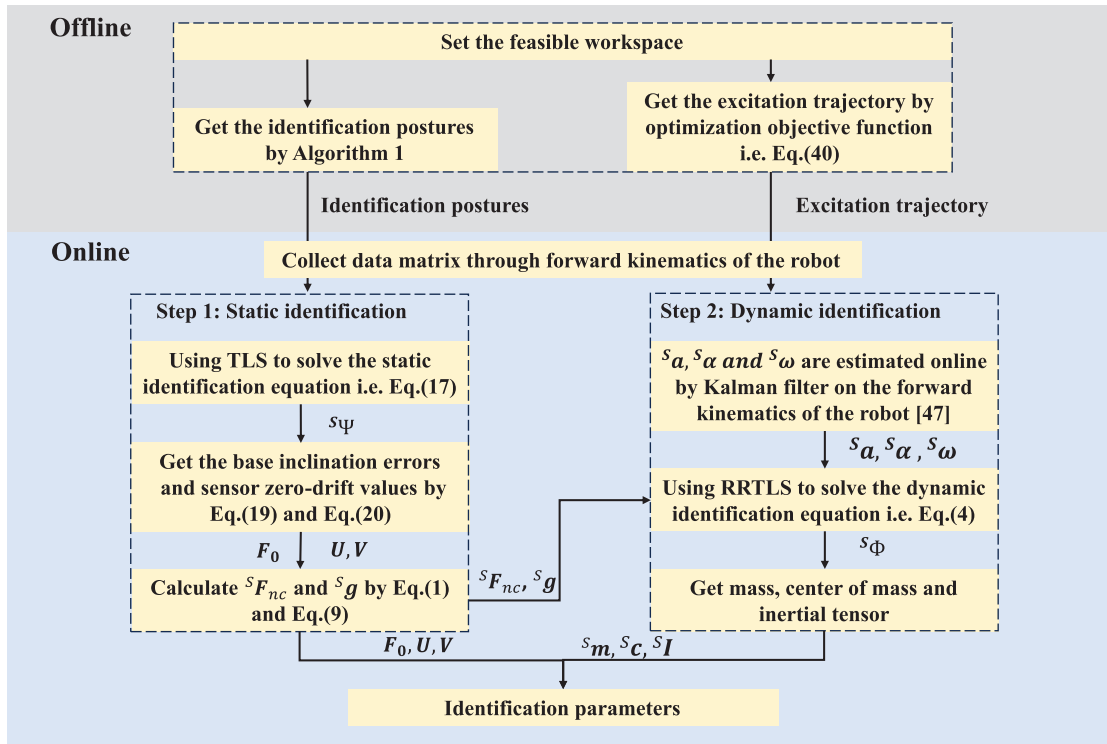 Offline
Set the feasible workspace
Get the identification postures
by Algorithm 1
Get the excitation trajectory by
optimization objective function
i.e. Eq.(40)
Identification postures
Excitation trajectory
Online
Collect data matrix through forward kinematics of the robot
Step 1: Static identification
Using TLS to solve the static
identification equation i.e. Eq.(17)
ˢΨ
Get the base inclination errors
and sensor zero-drift values by
Eq.(19) and Eq.(20)
F₀ U, V
Calculate ˢF_{nc} and ˢg by Eq.(1)
and Eq.(9)
ˢF_{nc}, ˢg
Step 2: Dynamic identification
ˢa, ˢα and ˢω are estimated online
by Kalman filter on the forward
kinematics of the robot [47]
ˢa, ˢα , ˢω
Using RRTLS to solve the dynamic
identification equation i.e. Eq.(4)
ˢΦ
Get mass, center of mass and
inertial tensor
F₀, U, V
ˢm, ˢc, ˢI
Identification parameters